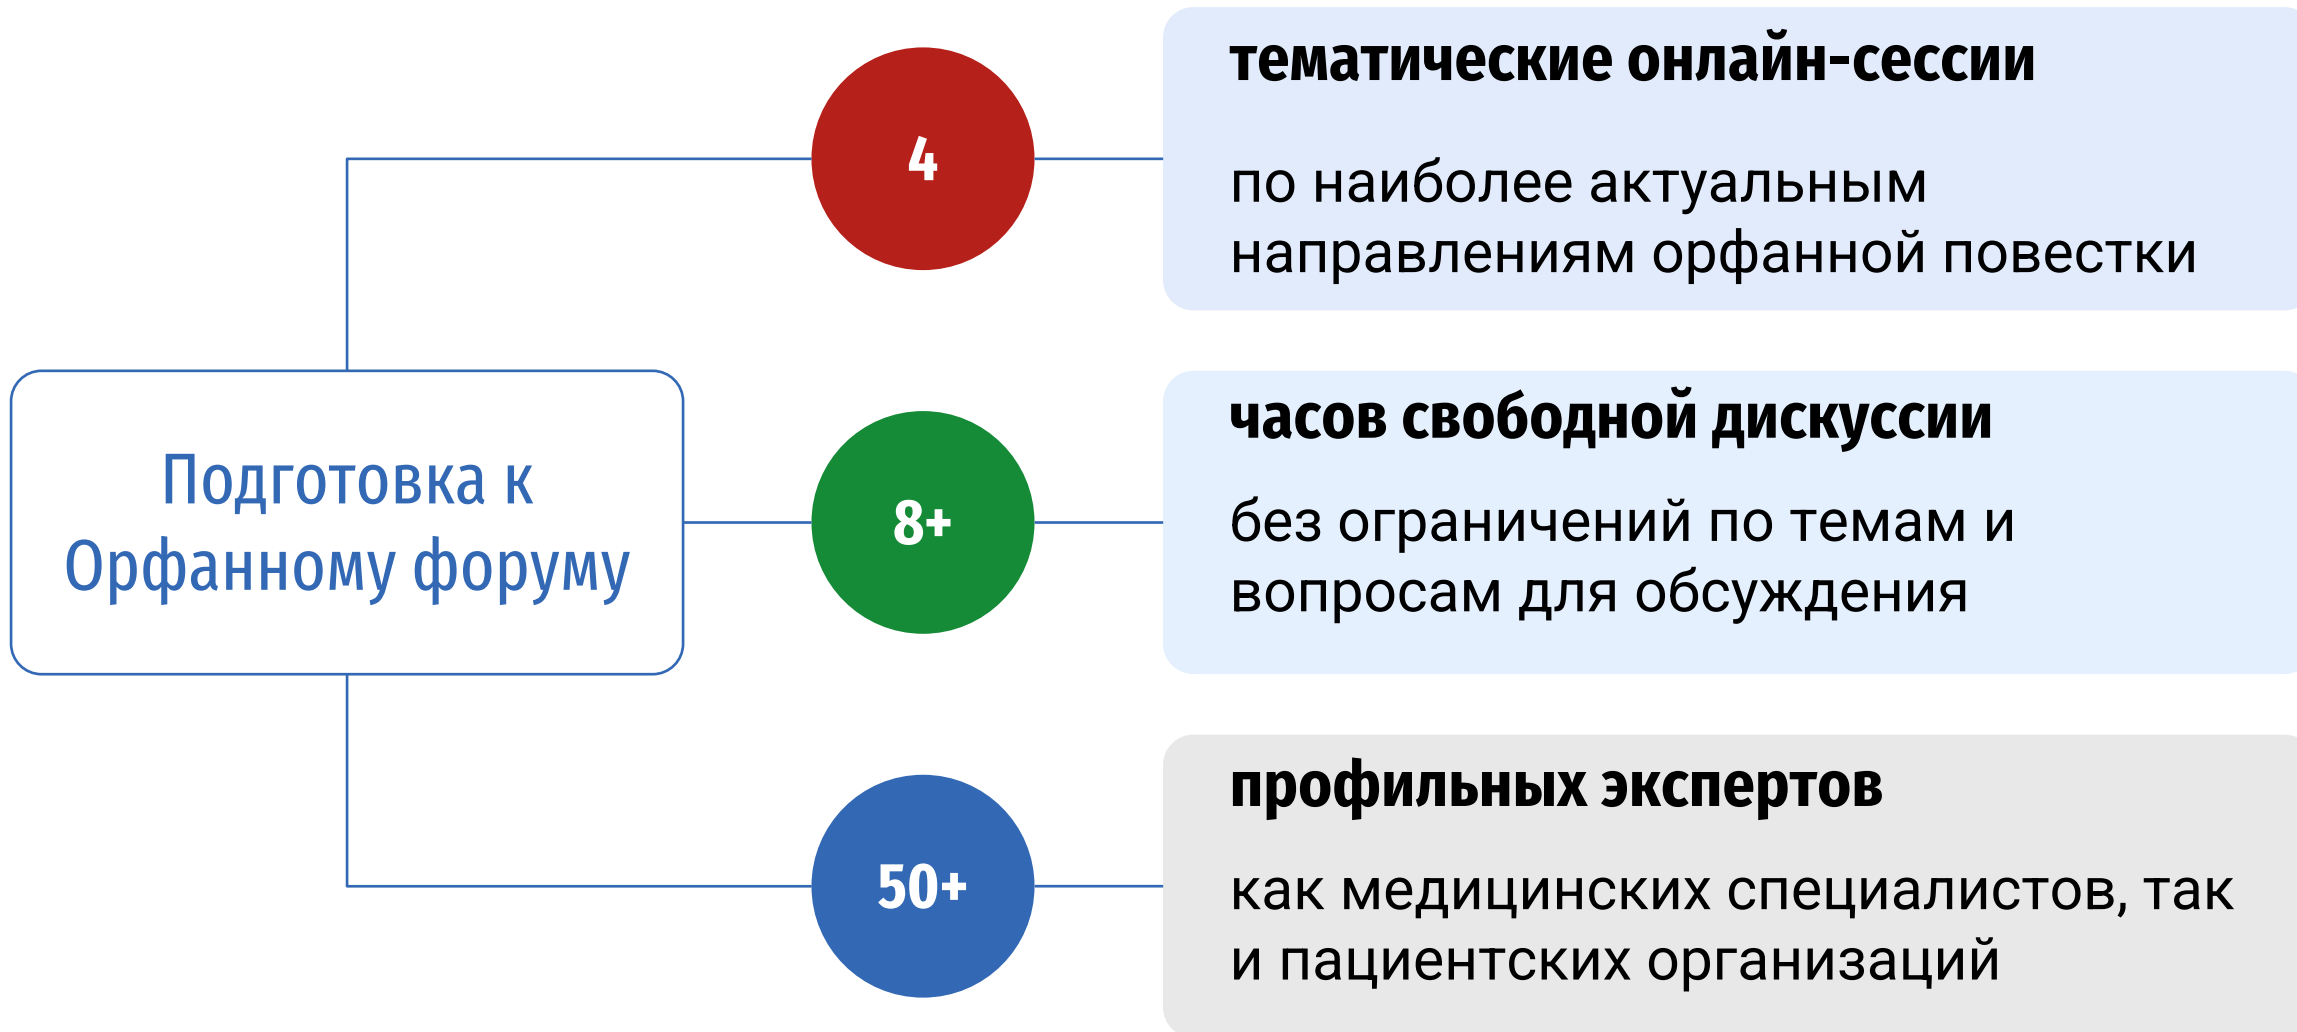 Подготовка к
Орфанному форуму
4
тематические онлайн-сессии
по наиболее актуальным
направлениям орфанной повестки
8+
часов свободной дискуссии
без ограничений по темам и
вопросам для обсуждения
50+
профильных экспертов
как медицинских специалистов, так
и пациентских организаций